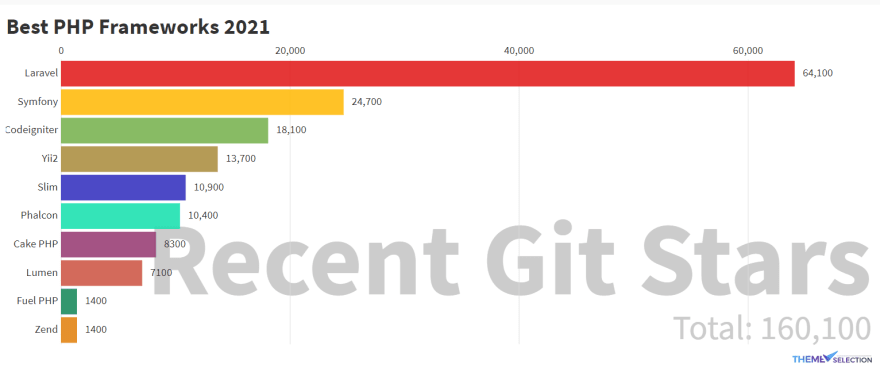 Best PHP Frameworks 2021
0 20,000 40,000 60,000
Laravel 64,100
Symfony 24,700
Codeigniter 18,100
Yii2 13,700
Slim 10,900
Phalcon 10,400
Cake PHP 8300
Lumen 7100
Fuel PHP 1400
Zend 1400
Recent Git Stars
Total: 160,100
THEME SELECTION